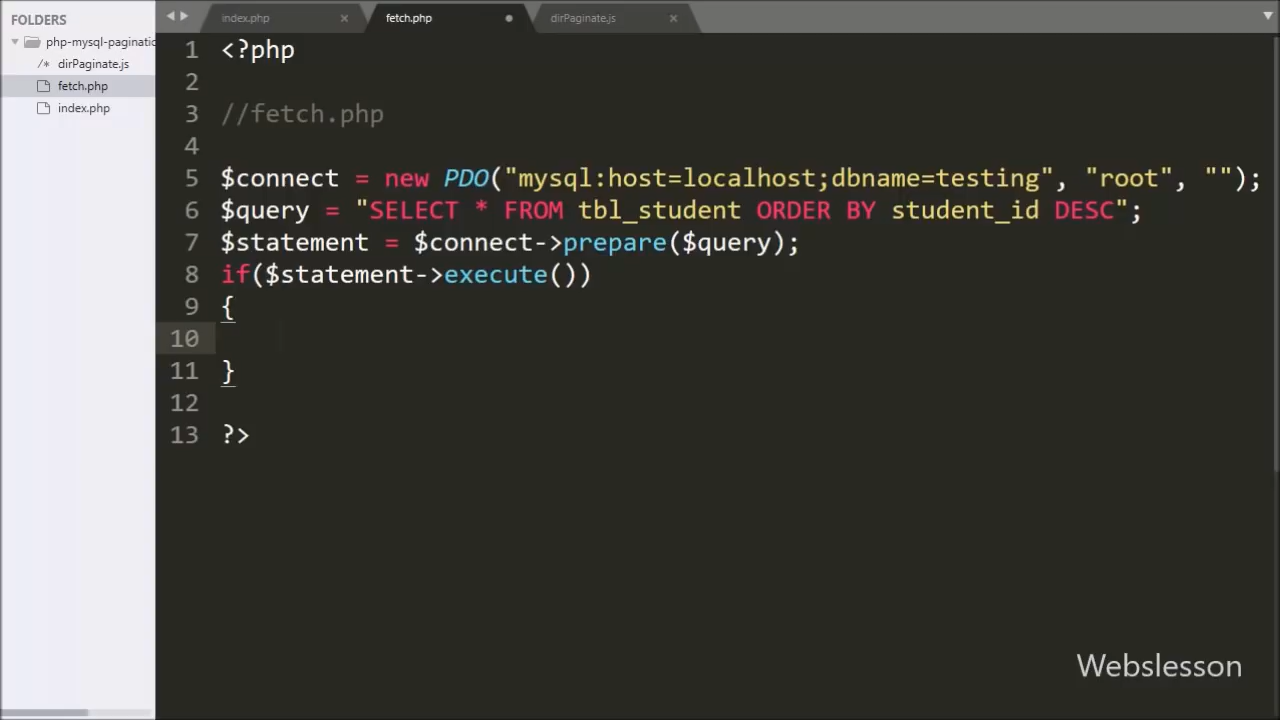 FOLDERS
php-mysql-paginatic
/* dirPaginate.js
fetch.php
index.php
index.php × fetch.php dirPaginate.js ×
1 <?php
2
3 //fetch.php
4
5 $connect = new PDO("mysql:host=localhost;dbname=testing", "root", "");
6 $query = "SELECT * FROM tbl_student ORDER BY student_id DESC";
7 $statement = $connect->prepare($query);
8 if($statement->execute())
9 {
10
11 }
12
13 ?>
Webslesson